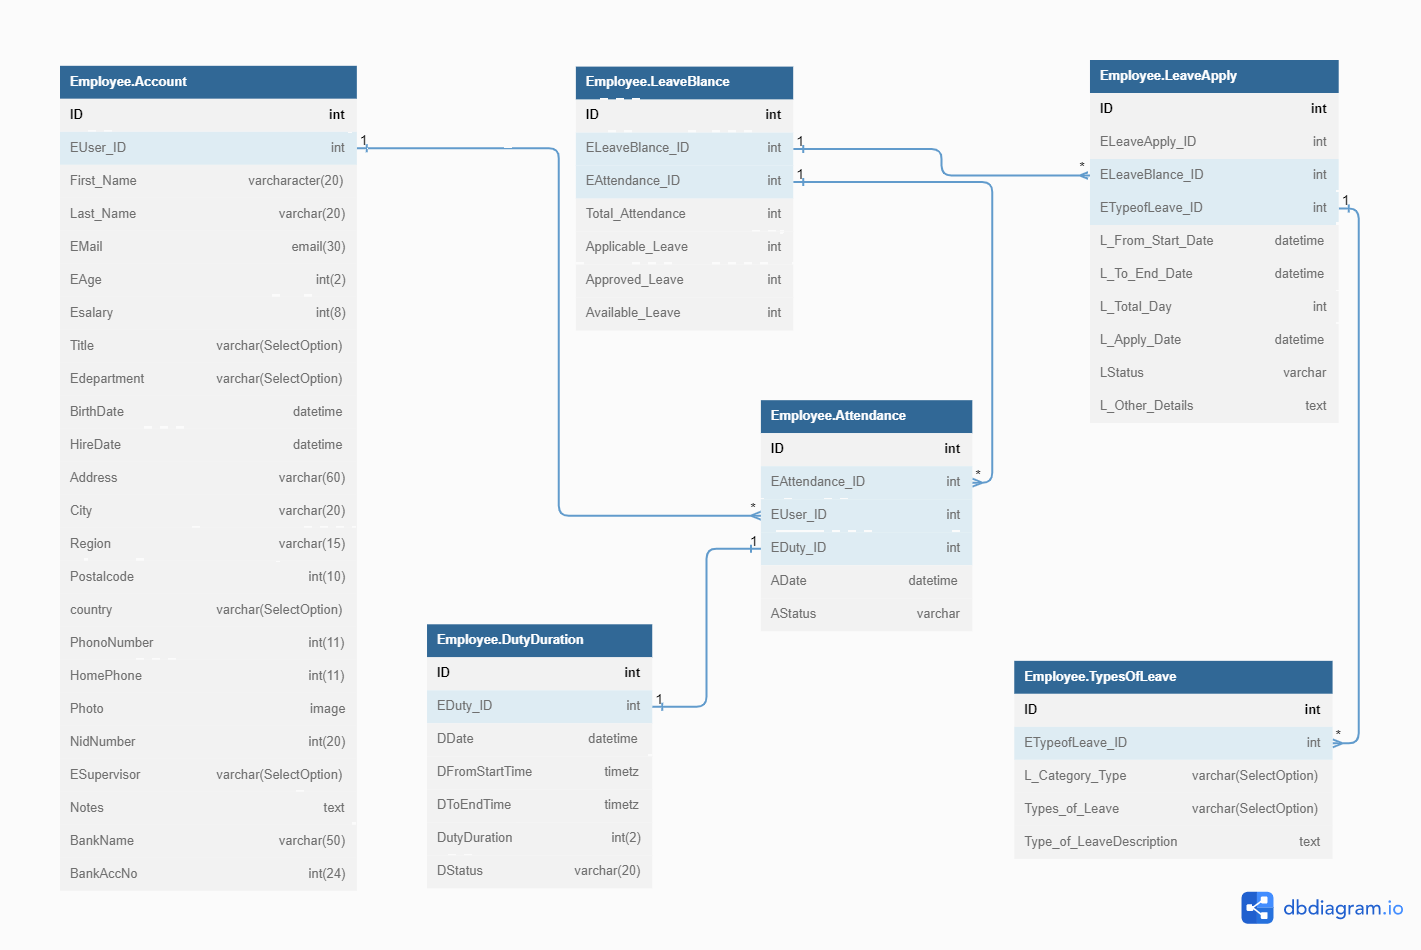 Employee.Account
ID int
EUser_ID int
First_Name varcharacter(20)
Last_Name varchar(20)
EMail email(30)
EAge int(2)
Esalary int(8)
Title varchar(SelectOption)
Edepartment varchar(SelectOption)
BirthDate datetime
HireDate datetime
Address varchar(60)
City varchar(20)
Region varchar(15)
Postalcode int(10)
country varchar(SelectOption)
PhonoNumber int(11)
HomePhone int(11)
Photo image
NidNumber int(20)
ESupervisor varchar(SelectOption)
Notes text
BankName varchar(50)
BankAccNo int(24)
1
Employee.LeaveBlance
ID int
ELeaveBlance_ID int
EAttendance_ID int
Total_Attendance int
Applicable_Leave int
Approved_Leave int
Available_Leave int
1
1
*
Employee.LeaveApply
ID int
ELeaveApply_ID int
ELeaveBlance_ID int
ETypeofLeave_ID int
L_From_Start_Date datetime
L_To_End_Date datetime
L_Total_Day int
L_Apply_Date datetime
LStatus varchar
L_Other_Details text
1
Employee.Attendance
ID int
EAttendance_ID int
EUser_ID int
EDuty_ID int
ADate datetime
AStatus varchar
*
*
1
Employee.DutyDuration
ID int
EDuty_ID int
DDate datetime
DFromStartTime timetz
DToEndTime timetz
DutyDuration int(2)
DStatus varchar(20)
1
Employee.TypesOfLeave
ID int
ETypeofLeave_ID int
L_Category_Type varchar(SelectOption)
Types_of_Leave varchar(SelectOption)
Type_of_LeaveDescription text
*
dbdiagram.io